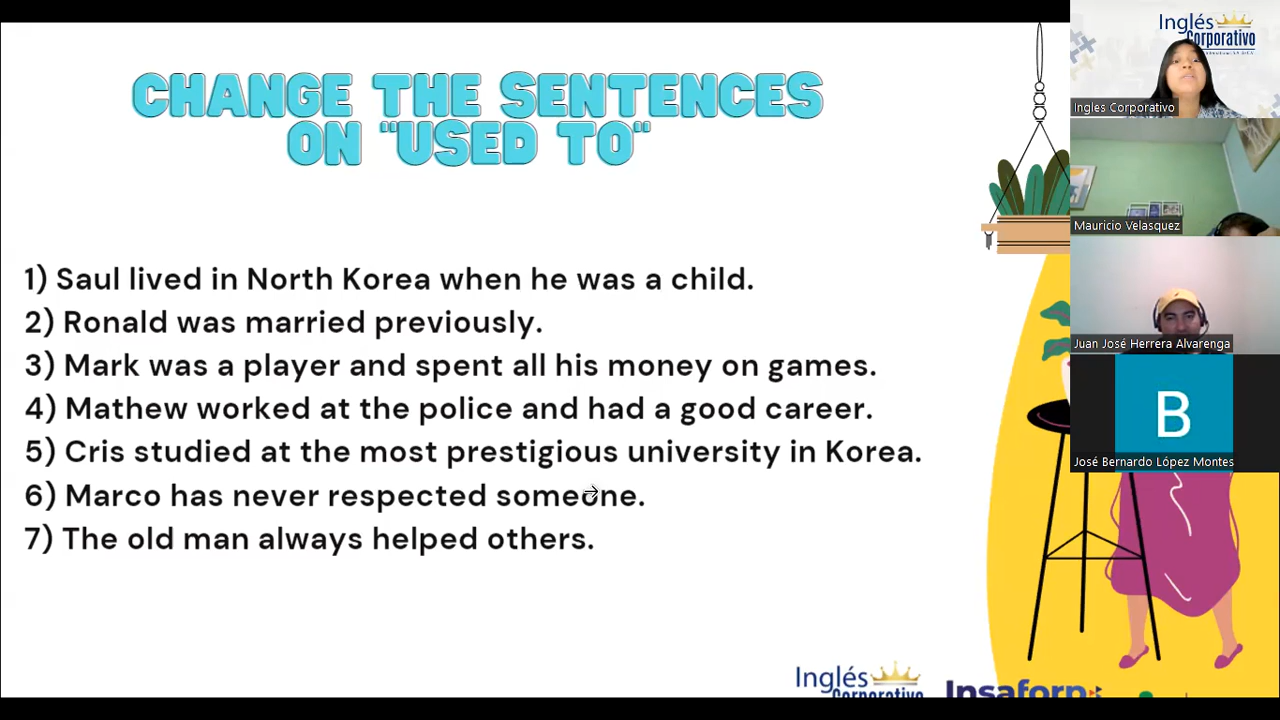 CHANGE THE SENTENCES
ON "USED TO"
1) Saul lived in North Korea when he was a child.
2) Ronald was married previously.
3) Mark was a player and spent all his money on games.
4) Mathew worked at the police and had a good career.
5) Cris studied at the most prestigious university in Korea.
6) Marco has never respected someone.
7) The old man always helped others.
Inglés
Corporativo
Insaforp
Inglés
Corporativo
Ingles Corporativo
Mauricio Velasquez
Juan José Herrera Alvarenga
B
José Bernardo López Montes